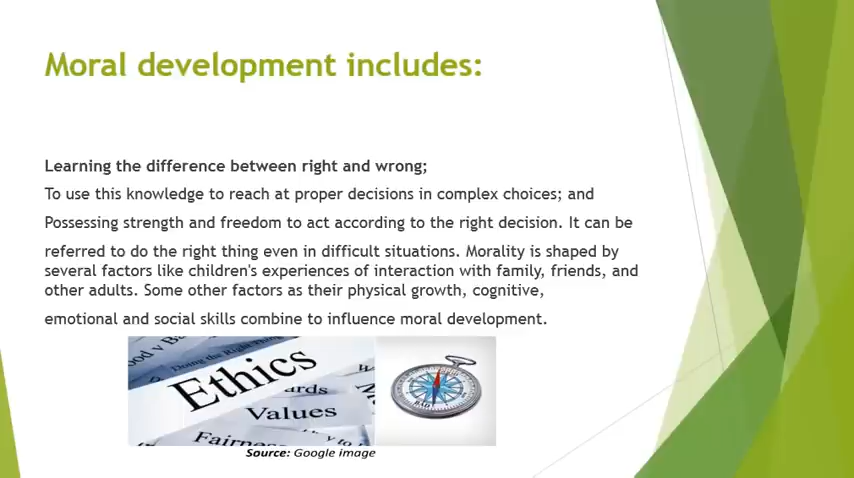 Moral development includes:
Learning the difference between right and wrong;
To use this knowledge to reach at proper decisions in complex choices; and
Possessing strength and freedom to act according to the right decision. It can be
referred to do the right thing even in difficult situations. Morality is shaped by
several factors like children's experiences of interaction with family, friends, and
other adults. Some other factors as their physical growth, cognitive,
emotional and social skills combine to influence moral development.
Doing the Right
Ethics
Values
Fairness
Source: Google image